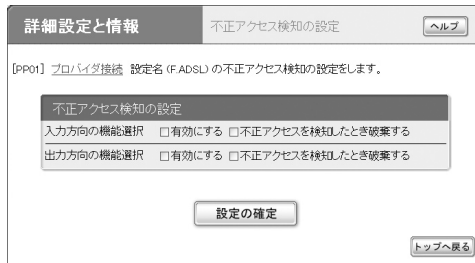 詳細設定と情報 不正アクセス検知の設定 ヘルプ
[PP01] プロバイダ接続 設定名 (F.ADSL) の不正アクセス検知の設定をします。
不正アクセス検知の設定
入力方向の機能選択 □有効にする □不正アクセスを検知したとき破棄する
出力方向の機能選択 □有効にする □不正アクセスを検知したとき破棄する
設定の確定
トップへ戻る